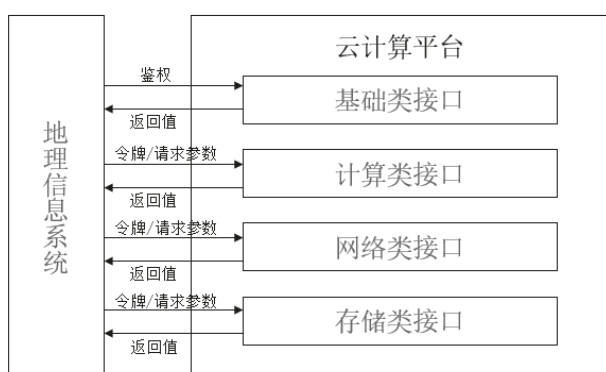 云计算平台
鉴权
基础类接口
返回值
地理信息系统
令牌/请求参数
计算类接口
返回值
令牌/请求参数
网络类接口
返回值
令牌/请求参数
存储类接口
返回值